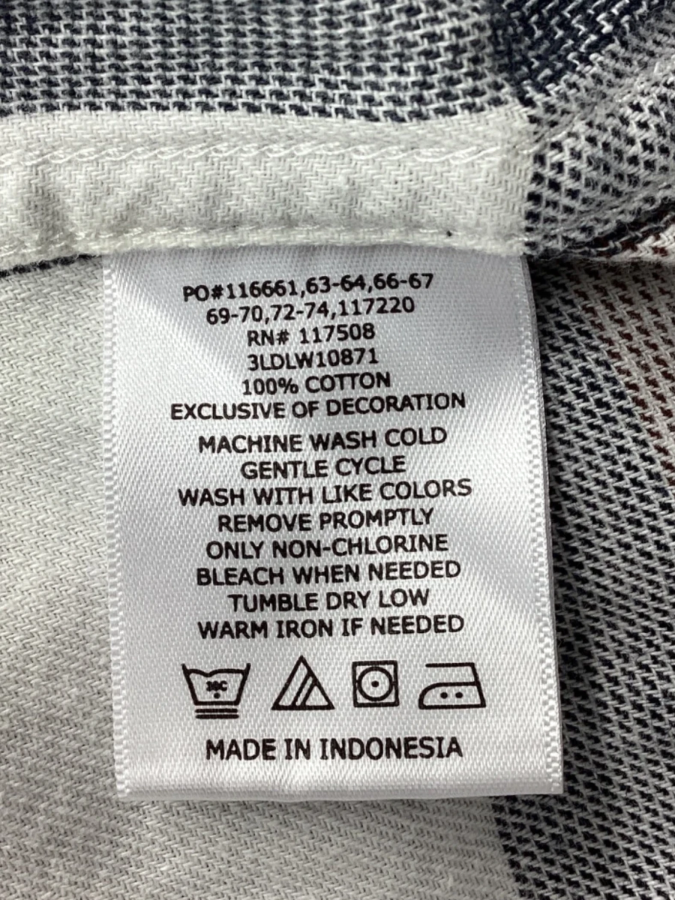 PO#116661,63-64,66-67
69-70,72-74,117220
RN# 117508
3LDLW10871
100% COTTON
EXCLUSIVE OF DECORATION
MACHINE WASH COLD
GENTLE CYCLE
WASH WITH LIKE COLORS
REMOVE PROMPTLY
ONLY NON-CHLORINE
BLEACH WHEN NEEDED
TUMBLE DRY LOW
WARM IRON IF NEEDED
MADE IN INDONESIA